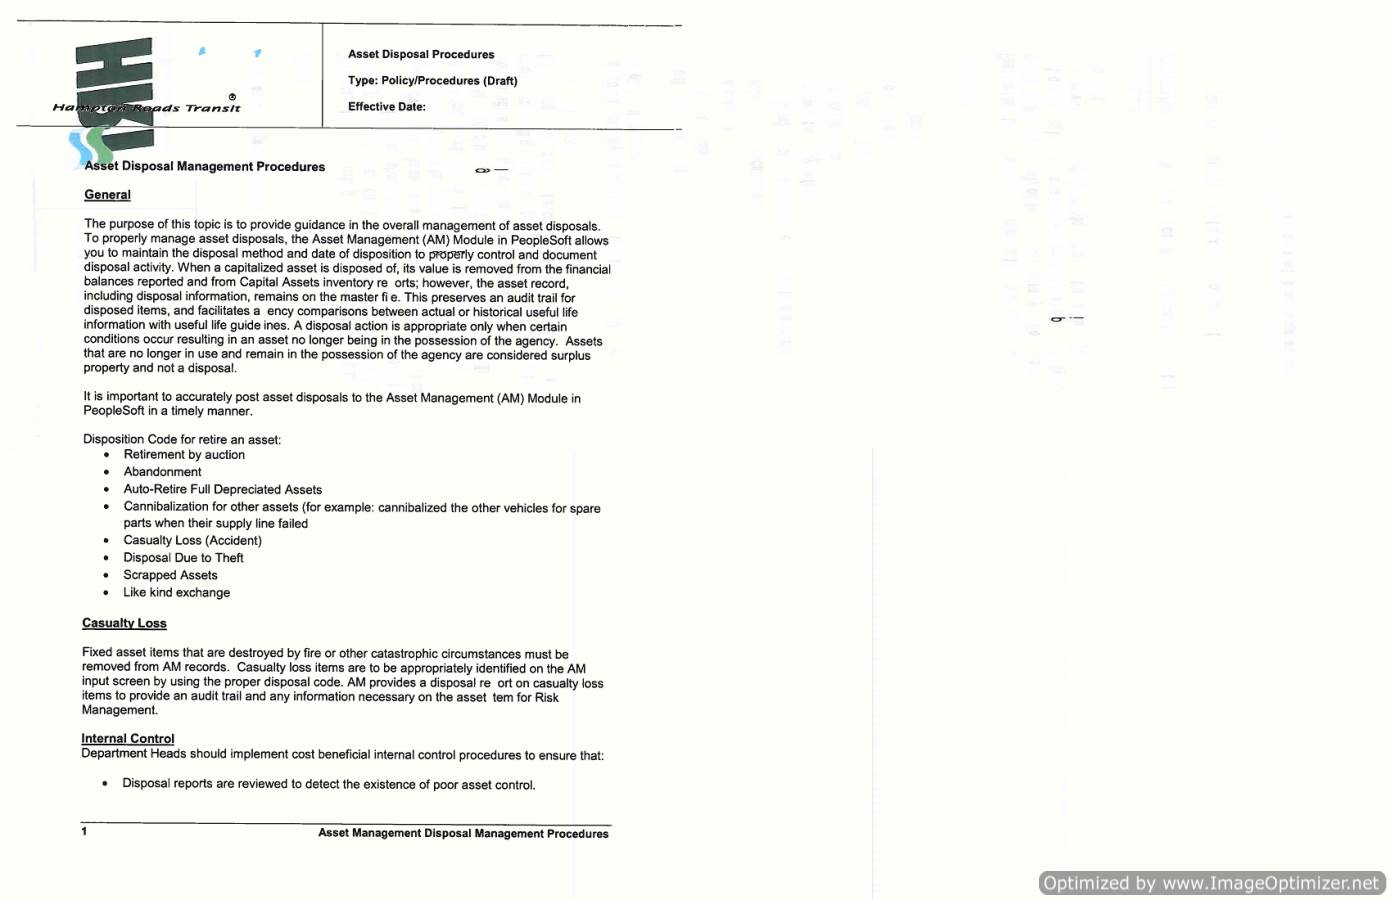 HRT
Hampton Roads Transit
®
Asset Disposal Procedures
Type: Policy/Procedures (Draft)
Effective Date:
Asset Disposal Management Procedures
General
The purpose of this topic is to provide guidance in the overall management of asset disposals.
To properly manage asset disposals, the Asset Management (AM) Module in PeopleSoft allows
you to maintain the disposal method and date of disposition to properly control and document
disposal activity. When a capitalized asset is disposed of, its value is removed from the financial
balances reported and from Capital Assets inventory re orts; however, the asset record,
including disposal information, remains on the master fi e. This preserves an audit trail for
disposed items, and facilitates a ency comparisons between actual or historical useful life
information with useful life guide ines. A disposal action is appropriate only when certain
conditions occur resulting in an asset no longer being in the possession of the agency. Assets
that are no longer in use and remain in the possession of the agency are considered surplus
property and not a disposal.
It is important to accurately post asset disposals to the Asset Management (AM) Module in
PeopleSoft in a timely manner.
Disposition Code for retire an asset:
• Retirement by auction
• Abandonment
• Auto-Retire Full Depreciated Assets
• Cannibalization for other assets (for example: cannibalized the other vehicles for spare
parts when their supply line failed
• Casualty Loss (Accident)
• Disposal Due to Theft
• Scrapped Assets
• Like kind exchange
Casualty Loss
Fixed asset items that are destroyed by fire or other catastrophic circumstances must be
removed from AM records. Casualty loss items are to be appropriately identified on the AM
input screen by using the proper disposal code. AM provides a disposal re ort on casualty loss
items to provide an audit trail and any information necessary on the asset tem for Risk
Management.
Internal Control
Department Heads should implement cost beneficial internal control procedures to ensure that:
• Disposal reports are reviewed to detect the existence of poor asset control.
1 Asset Management Disposal Management Procedures
Optimized by www.ImageOptimizer.net